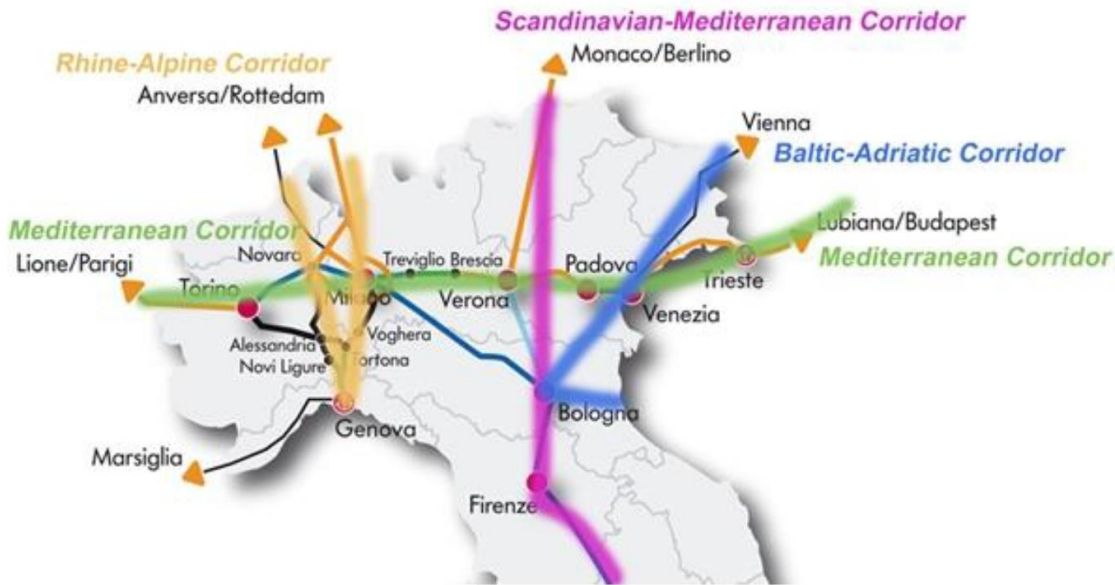 Scandinavian-Mediterranean Corridor
Monaco/Berlino
Rhine-Alpine Corridor
Anversa/Rottedam
Vienna
Baltic-Adriatic Corridor
Mediterranean Corridor
Lubiana/Budapest
Novara
Treviglio Brescia
Lione/Parigi
Padova
Mediterranean Corridor
Torino
Milano
Verona
Trieste
Venezia
Voghera
Alessandria
Novi Ligure
Tortona
Bologna
Genova
Marsiglia
Firenze